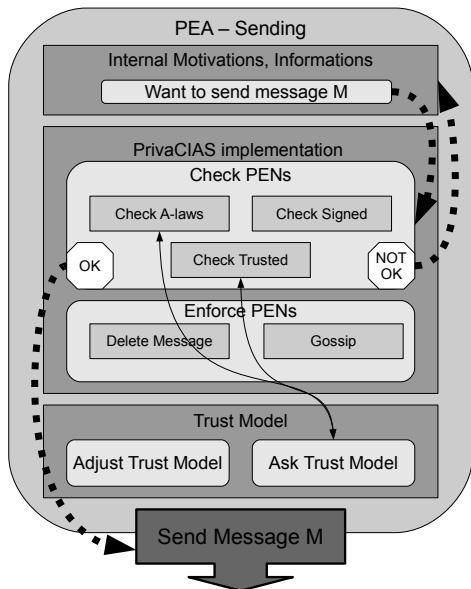 PEA – Sending
Internal Motivations, Informations
Want to send message M
PrivaCIAS implementation
Check PENs
Check A-laws
Check Signed
OK
Check Trusted
NOT
OK
Enforce PENs
Delete Message
Gossip
Trust Model
Adjust Trust Model
Ask Trust Model
Send Message M